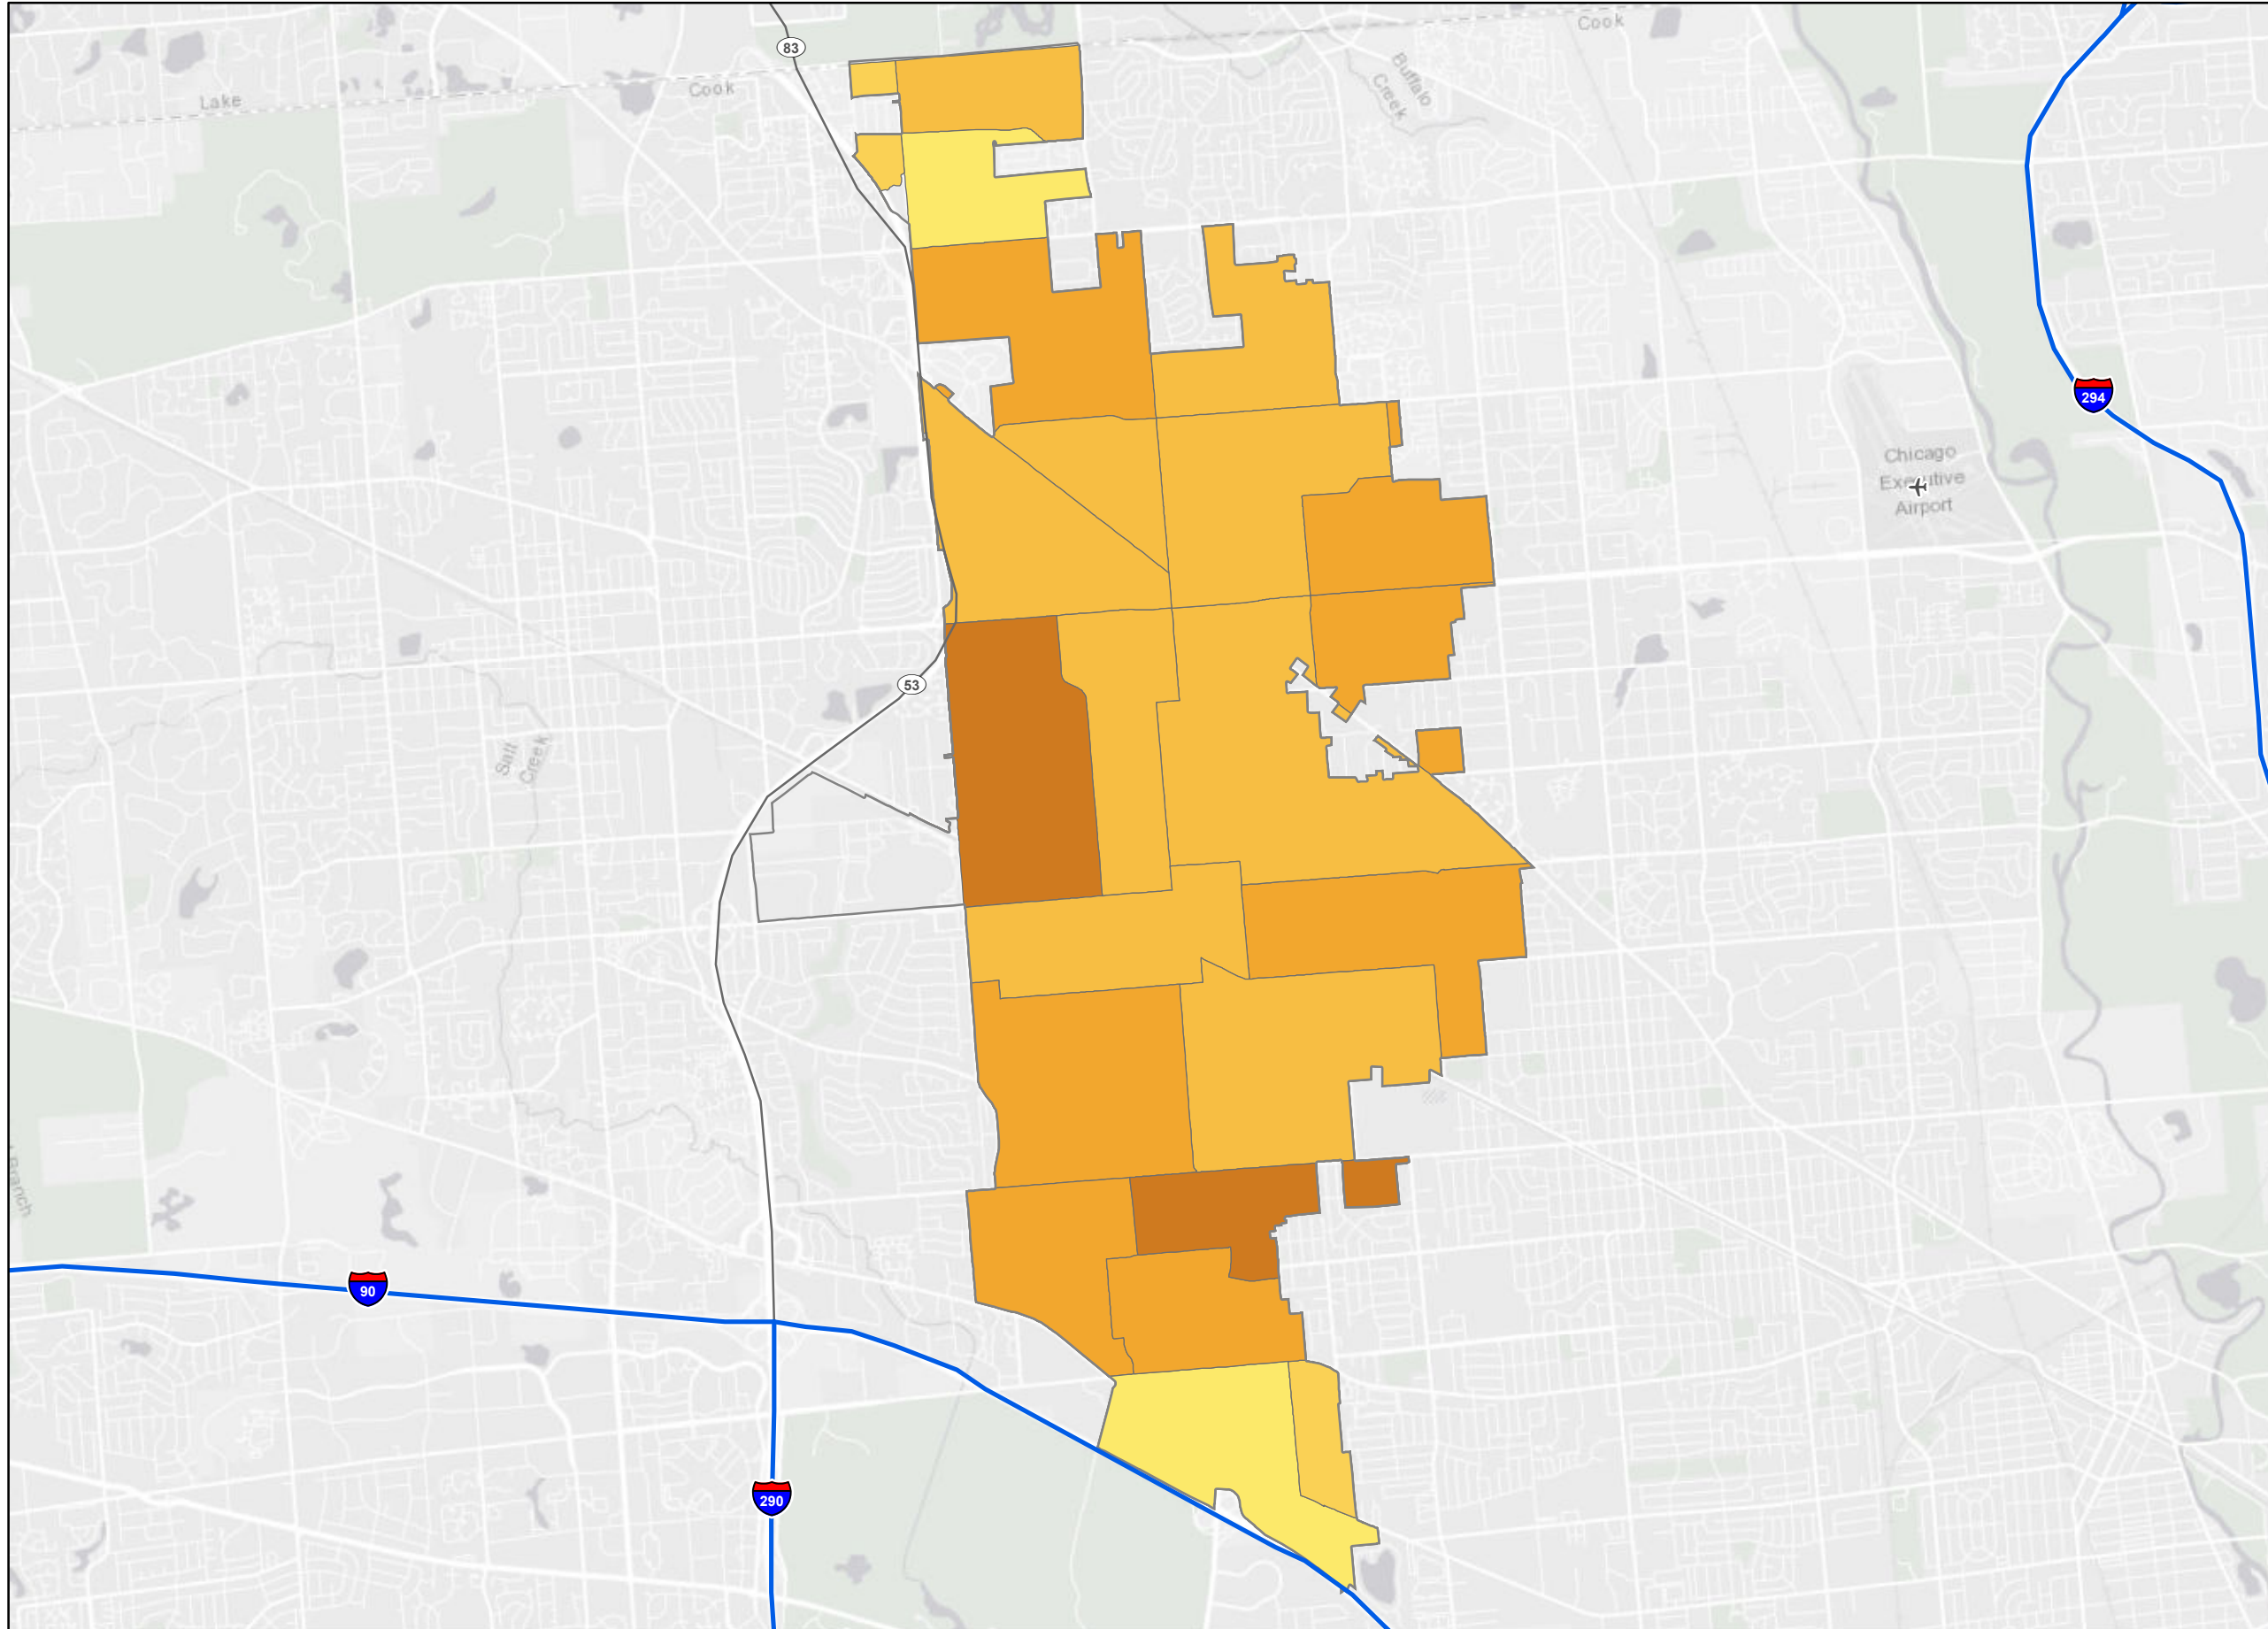 Cook
83
Lake
Cook
Buffalo
Creek
294
Chicago
Executive
Airport
53
Salt
Creek
Branch
90
290